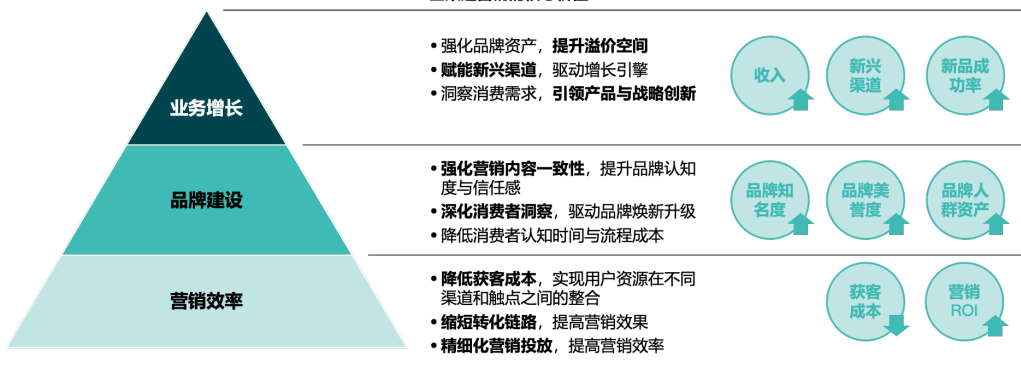 业务增长
• 强化品牌资产，提升溢价空间
• 赋能新兴渠道，驱动增长引擎
• 洞察消费需求，引领产品与战略创新
收入
新兴
渠道
新品成
功率
品牌建设
• 强化营销内容一致性，提升品牌认知
度与信任感
• 深化消费者洞察，驱动品牌焕新升级
• 降低消费者认知时间与流程成本
品牌知
名度
品牌美
誉度
品牌人
群资产
营销效率
• 降低获客成本，实现用户资源在不同
渠道和触点之间的整合
• 缩短转化链路，提高营销效果
• 精细化营销投放，提高营销效率
获客
成本
营销
ROI